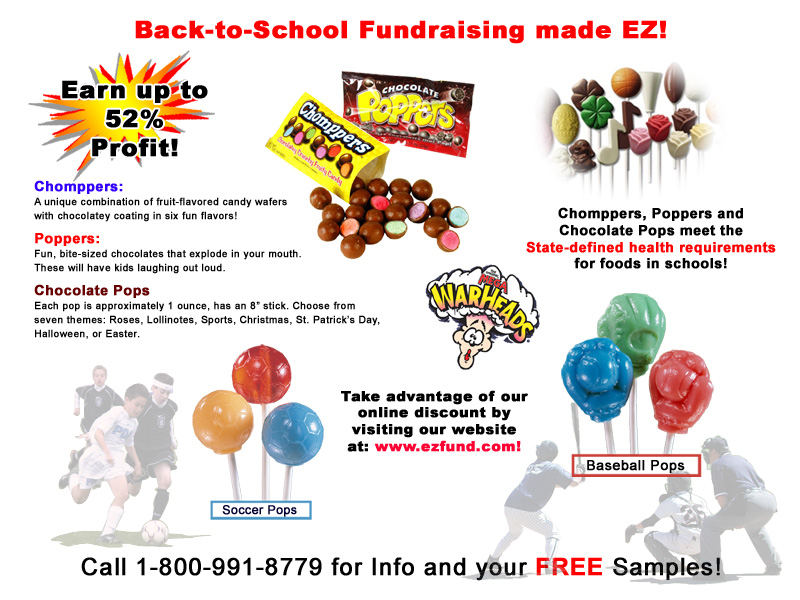 Back-to-School Fundraising made EZ!
Earn up to
52%
Profit!
CHOCOLATE
POPPERS
Chomppers
Chomppers:
A unique combination of fruit-flavored candy wafers
with chocolatey coating in six fun flavors!
Poppers:
Fun, bite-sized chocolates that explode in your mouth.
These will have kids laughing out loud.
Chocolate Pops
Each pop is approximately 1 ounce, has an 8" stick. Choose from
seven themes: Roses, Lollinotes, Sports, Christmas, St. Patrick's Day,
Halloween, or Easter.
Chomppers, Poppers and
Chocolate Pops meet the
State-defined health requirements
for foods in schools!
MEGA
WARHEADS
Take advantage of our
online discount by
visiting our website
at: www.ezfund.com!
Soccer Pops
Baseball Pops
Call 1-800-991-8779 for Info and your FREE Samples!